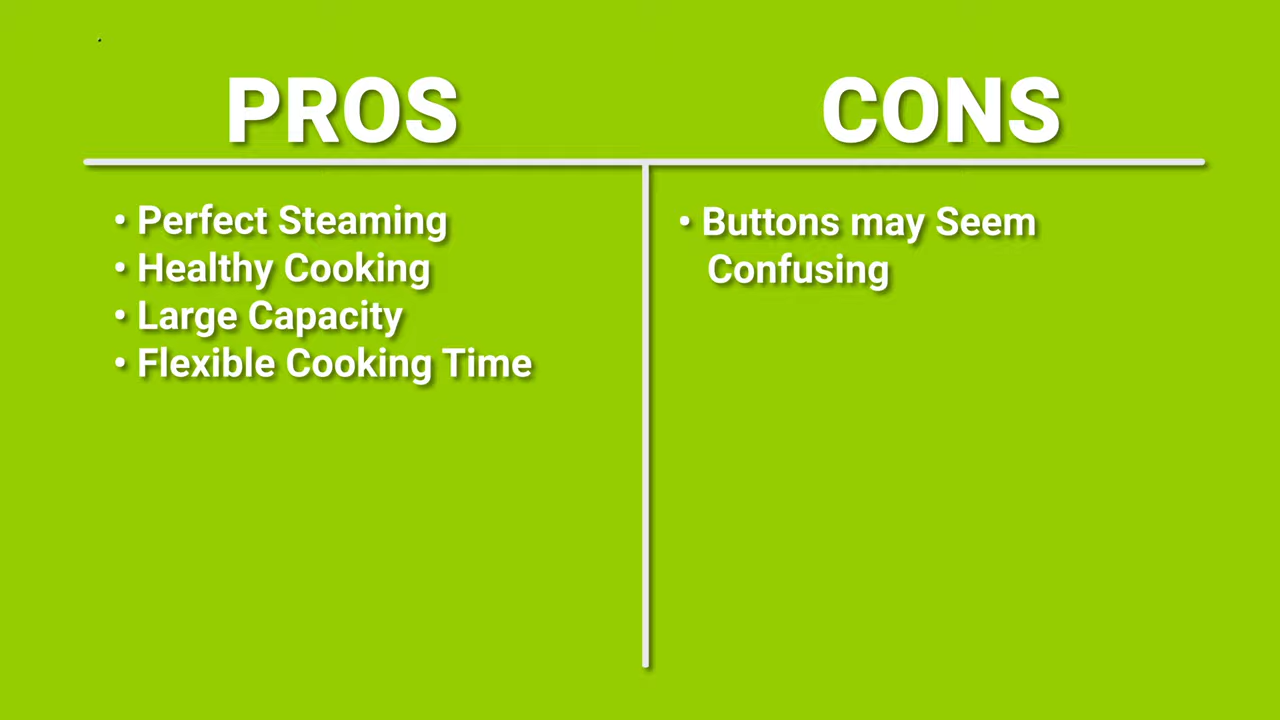 PROS
• Perfect Steaming
• Healthy Cooking
• Large Capacity
• Flexible Cooking Time
CONS
• Buttons may Seem
Confusing